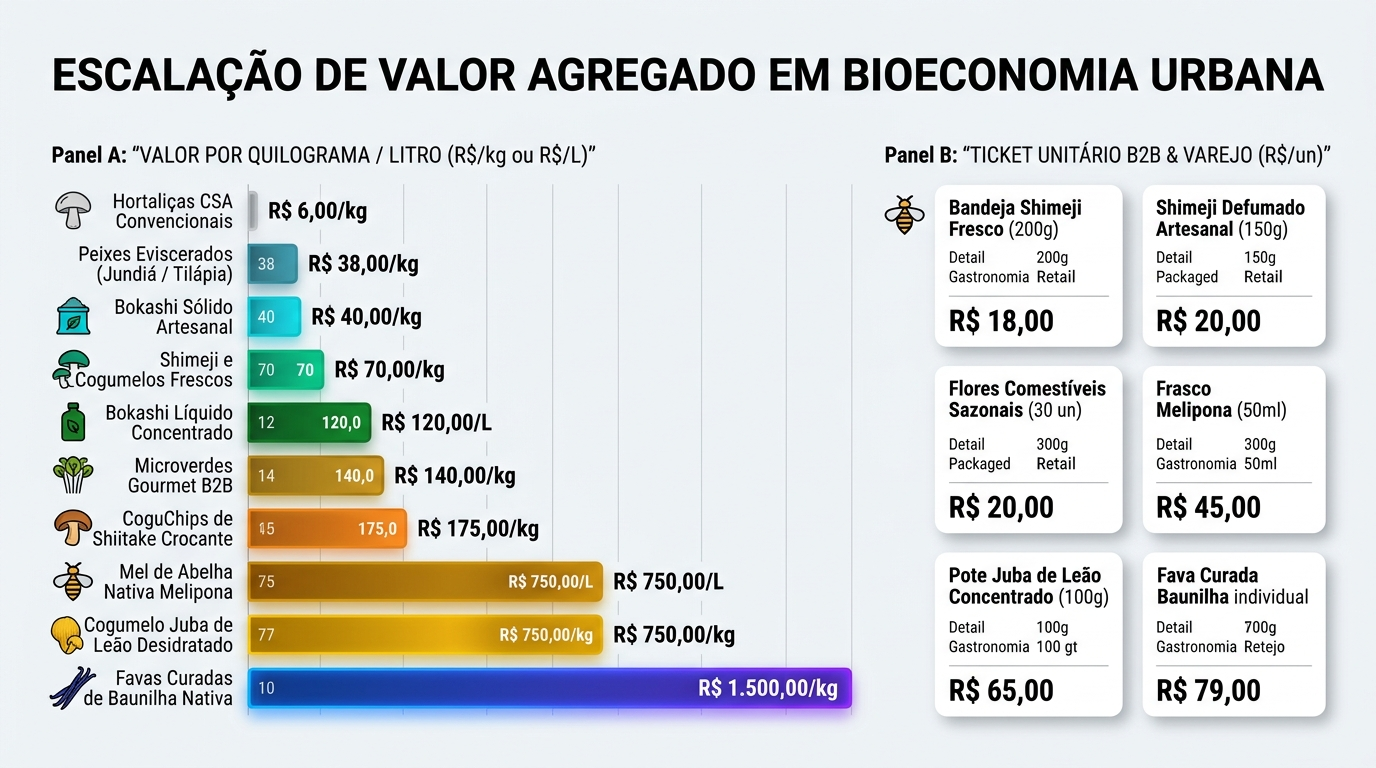 ESCALAÇÃO DE VALOR AGREGADO EM BIOECONOMIA URBANA
Panel A: “VALOR POR QUILOGRAMA / LITRO (R$/kg ou R$/L)”
Hortaliças CSA
Convencionais
R$ 6,00/kg
Peixes Eviscerados
(Jundiá / Tilápia)
38
R$ 38,00/kg
Bokashi Sólido
Artesanal
40
R$ 40,00/kg
Shimeji e
Cogumelos Frescos
70 70
R$ 70,00/kg
Bokashi Líquido
Concentrado
12 120,0
R$ 120,00/L
Microverdes
Gourmet B2B
14 140,0
R$ 140,00/kg
CoguChips de
Shiitake Crocante
175,0
R$ 175,00/kg
Mel de Abelha
Nativa Melipona
75 R$ 750,00/L
R$ 750,00/L
Cogumelo Juba de
Leão Desidratado
77 R$ 750,00/kg
R$ 750,00/kg
Favas Curadas
de Baunilha Nativa
10 R$ 1.500,00/kg
Panel B: “TICKET UNITÁRIO B2B & VAREJO (R$/un)”
Bandeja Shimeji
Fresco (200g)
Detail 200g
Gastronomia Retail
R$ 18,00
Shimeji Defumado
Artesanal (150g)
Detail 150g
Packaged Retail
R$ 20,00
Flores Comestíveis
Sazonais (30 un)
Detail 300g
Packaged Retail
R$ 20,00
Frasco
Melipona (50ml)
Detail 300g
Gastronomia 50ml
R$ 45,00
Pote Juba de Leão
Concentrado (100g)
Detail 100g
Gastronomia 100 gt
R$ 65,00
Fava Curada
Baunilha individual
Detail 700g
Gastronomia Retejo
R$ 79,00